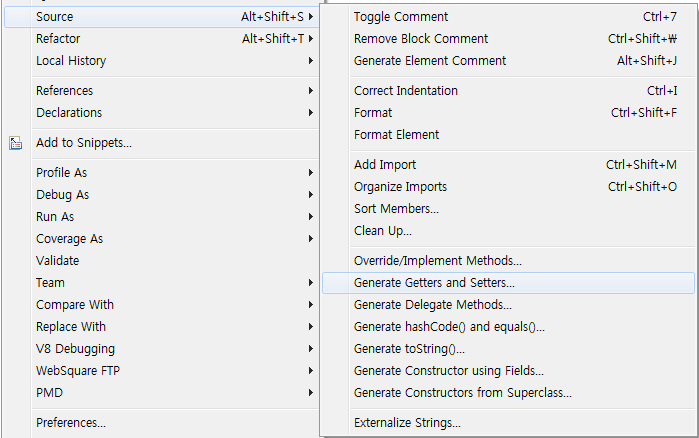 Source Alt+Shift+S
Refactor Alt+Shift+T
Local History
References
Declarations
Add to Snippets...
Profile As
Debug As
Run As
Coverage As
Validate
Team
Compare With
Replace With
V8 Debugging
WebSquare FTP
PMD
Preferences...
Toggle Comment Ctrl+7
Remove Block Comment Ctrl+Shift+₩
Generate Element Comment Alt+Shift+J
Correct Indentation Ctrl+I
Format Ctrl+Shift+F
Format Element
Add Import Ctrl+Shift+M
Organize Imports Ctrl+Shift+O
Sort Members...
Clean Up...
Override/Implement Methods...
Generate Getters and Setters...
Generate Delegate Methods...
Generate hashCode() and equals()...
Generate toString()...
Generate Constructor using Fields...
Generate Constructors from Superclass...
Externalize Strings...